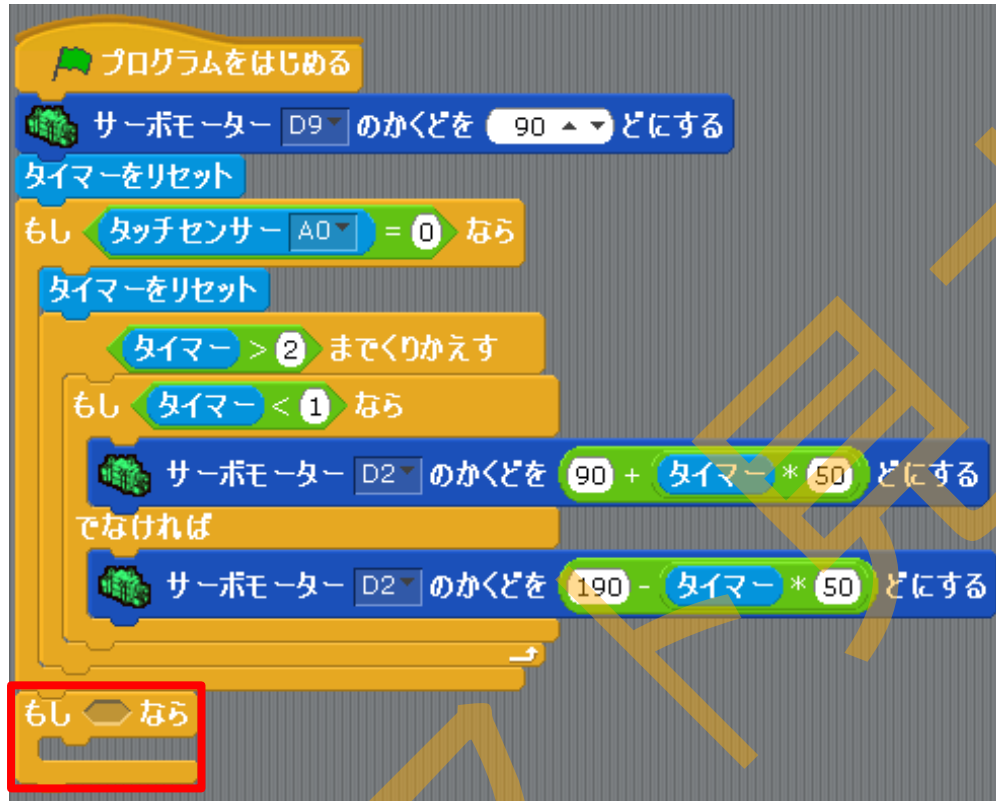 プログラムをはじめる
サーボモーター D9 のかくどを 90 どにする
タイマーをリセット
もし タッチセンサー A0 = 0 なら
タイマーをリセット
タイマー > 2 までくりかえす
もし タイマー < 1 なら
サーボモーター D2 のかくどを 90 + タイマー * 50 どにする
でなければ
サーボモーター D2 のかくどを 190 - タイマー * 50 どにする
もし なら